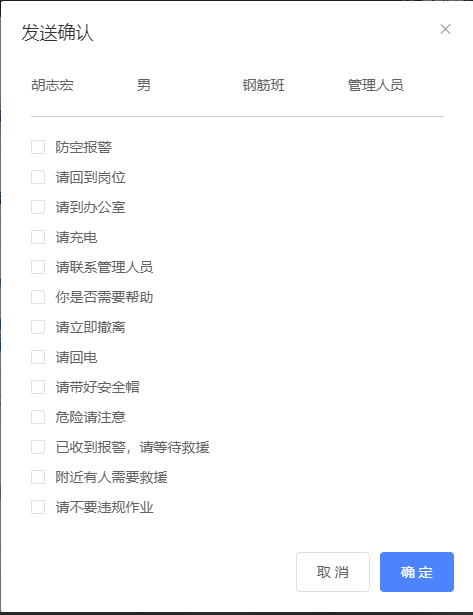 发送确认
胡志宏 男 钢筋班 管理人员
防空报警
请回到岗位
请到办公室
请充电
请联系管理人员
你是否需要帮助
请立即撤离
请回电
请带好安全帽
危险请注意
已收到报警，请等待救援
附近有人需要救援
请不要违规作业
取消 确定